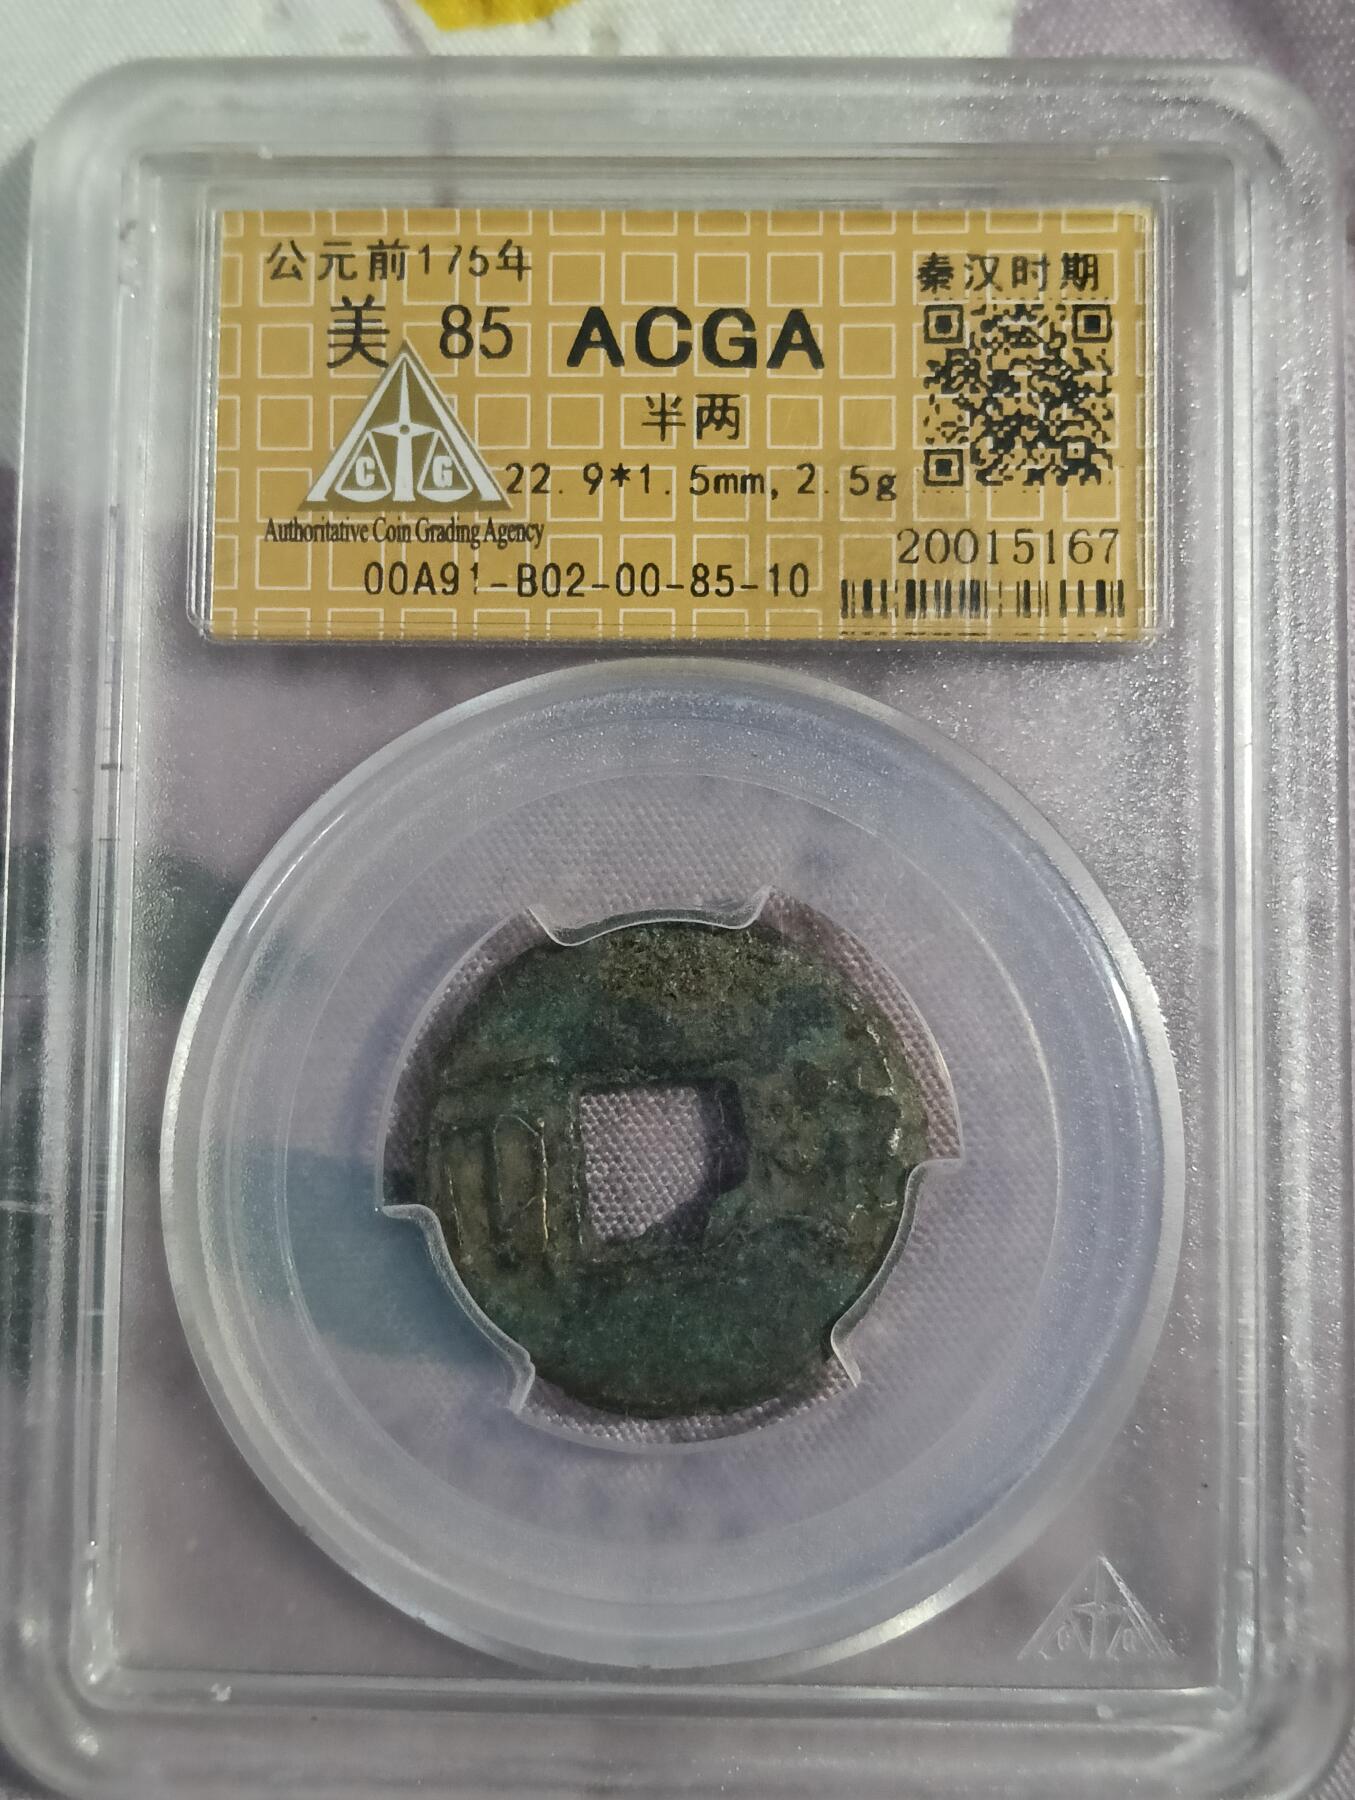 公元前175年
秦汉时期
美 85 ACGA
半两
C G
22.9*1.5mm,2.5g
Authoritative Coin Grading Agency
20015167
00A91-B02-00-85-10